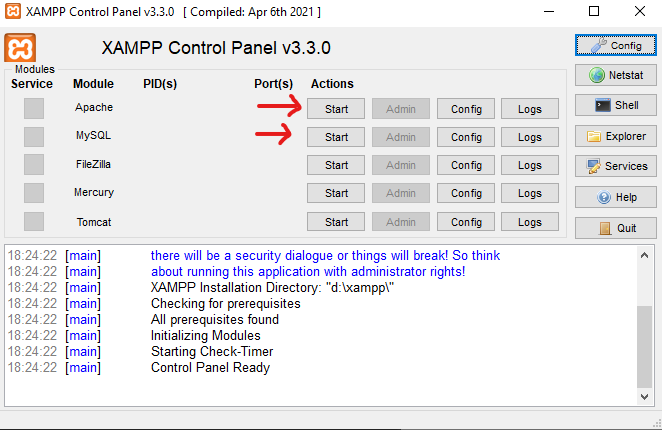 XAMPP Control Panel v3.3.0 [ Compiled: Apr 6th 2021 ]
XAMPP Control Panel v3.3.0
Config
Modules
Service Module PID(s) Port(s) Actions
Netstat
Apache Start Admin Config Logs
Shell
MySQL Start Admin Config Logs
Explorer
FileZilla Start Admin Config Logs
Services
Mercury Start Admin Config Logs
Help
Tomcat Start Admin Config Logs
Quit
18:24:22 [main] there will be a security dialogue or things will break! So think
18:24:22 [main] about running this application with administrator rights!
18:24:22 [main] XAMPP Installation Directory: "d:\xampp\"
18:24:22 [main] Checking for prerequisites
18:24:22 [main] All prerequisites found
18:24:22 [main] Initializing Modules
18:24:22 [main] Starting Check-Timer
18:24:22 [main] Control Panel Ready